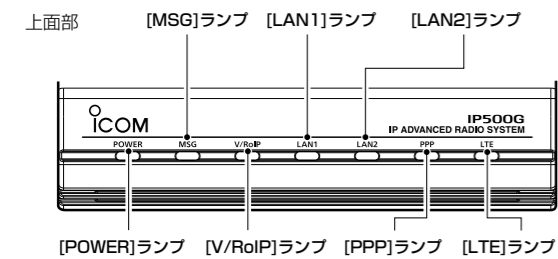 上面部
[MSG]ランプ [LAN1]ランプ [LAN2]ランプ
ICOM
IP500G
IP ADVANCED RADIO SYSTEM
POWER MSG V/RoIP LAN1 LAN2 PPP LTE
[POWER]ランプ [V/RoIP]ランプ [PPP]ランプ [LTE]ランプ